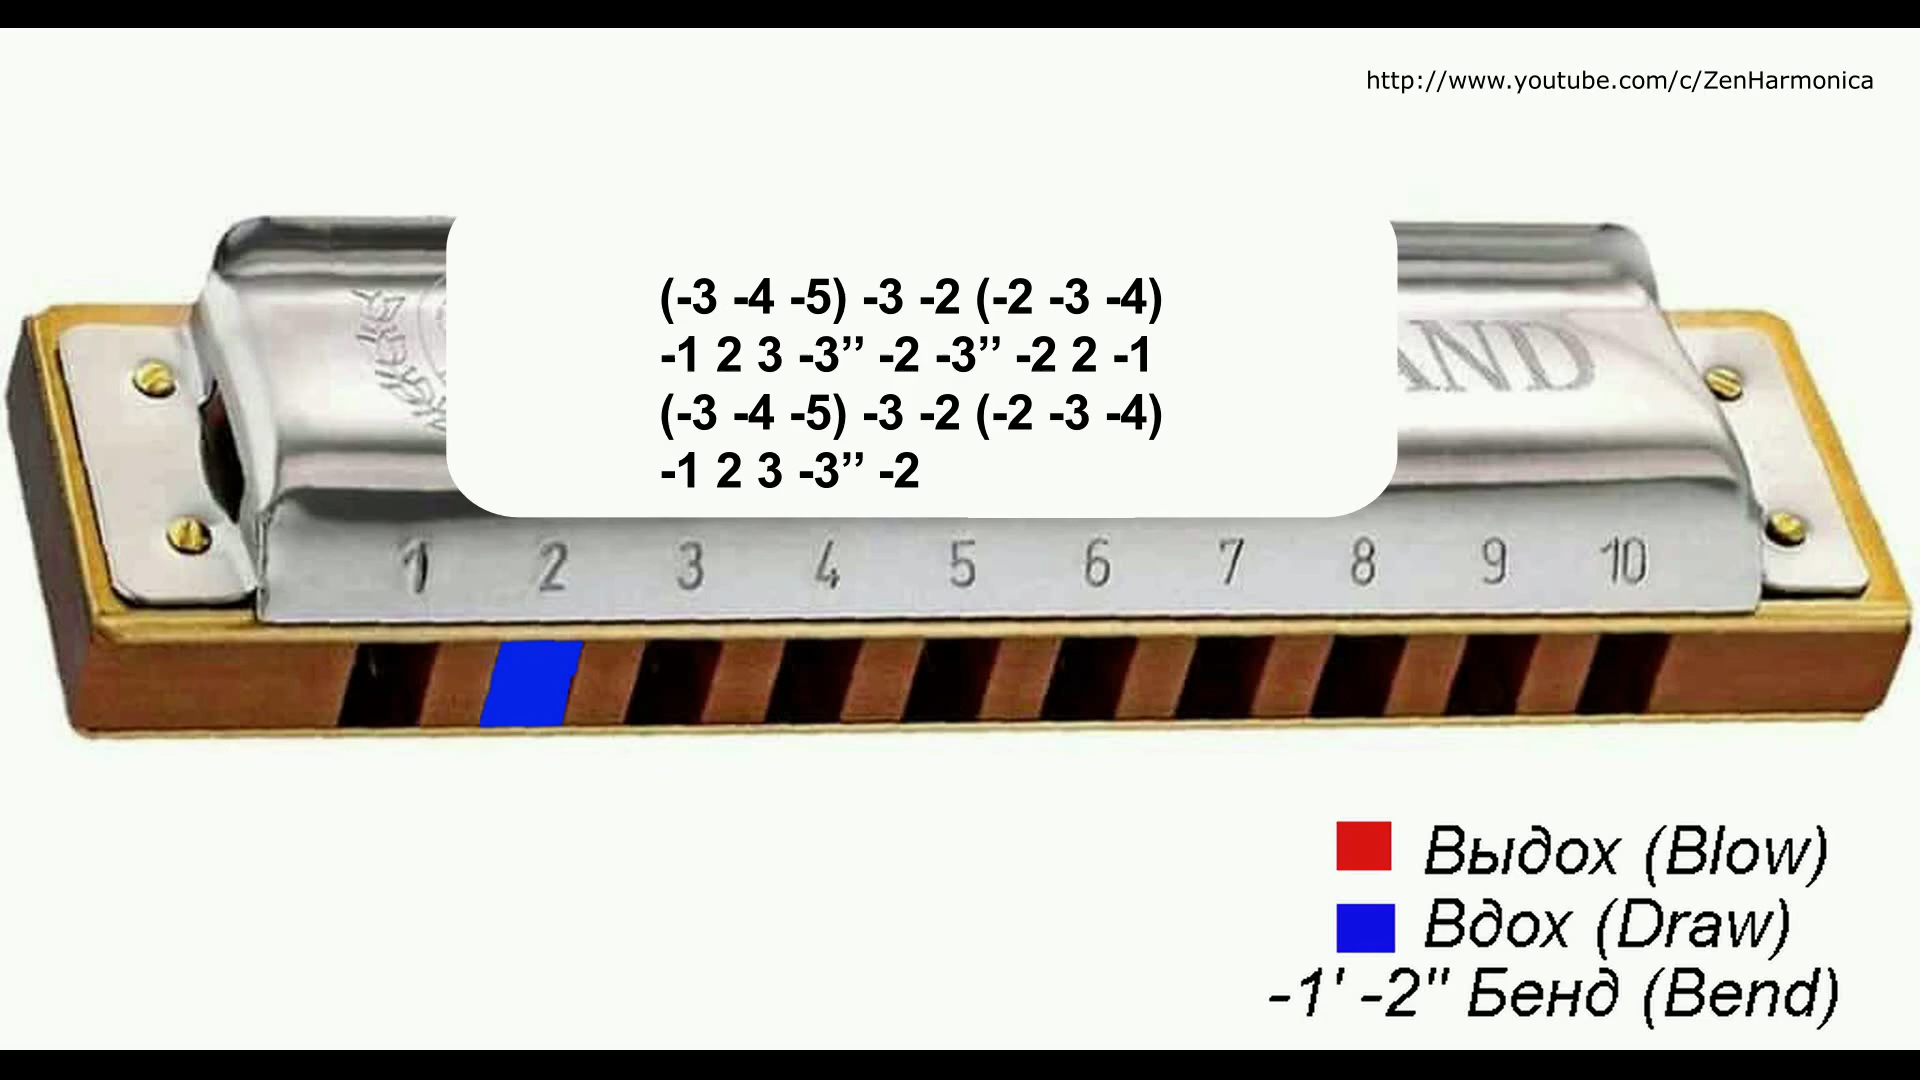 http://www.youtube.com/c/ZenHarmonica
(-3 -4 -5) -3 -2 (-2 -3 -4)
-1 2 3 -3” -2 -3” -2 2 -1
(-3 -4 -5) -3 -2 (-2 -3 -4)
-1 2 3 -3” -2
AND
1 2 3 4 5 6 7 8 9 10
Выдох (Blow)
Вдох (Draw)
-1' -2" Бенд (Bend)